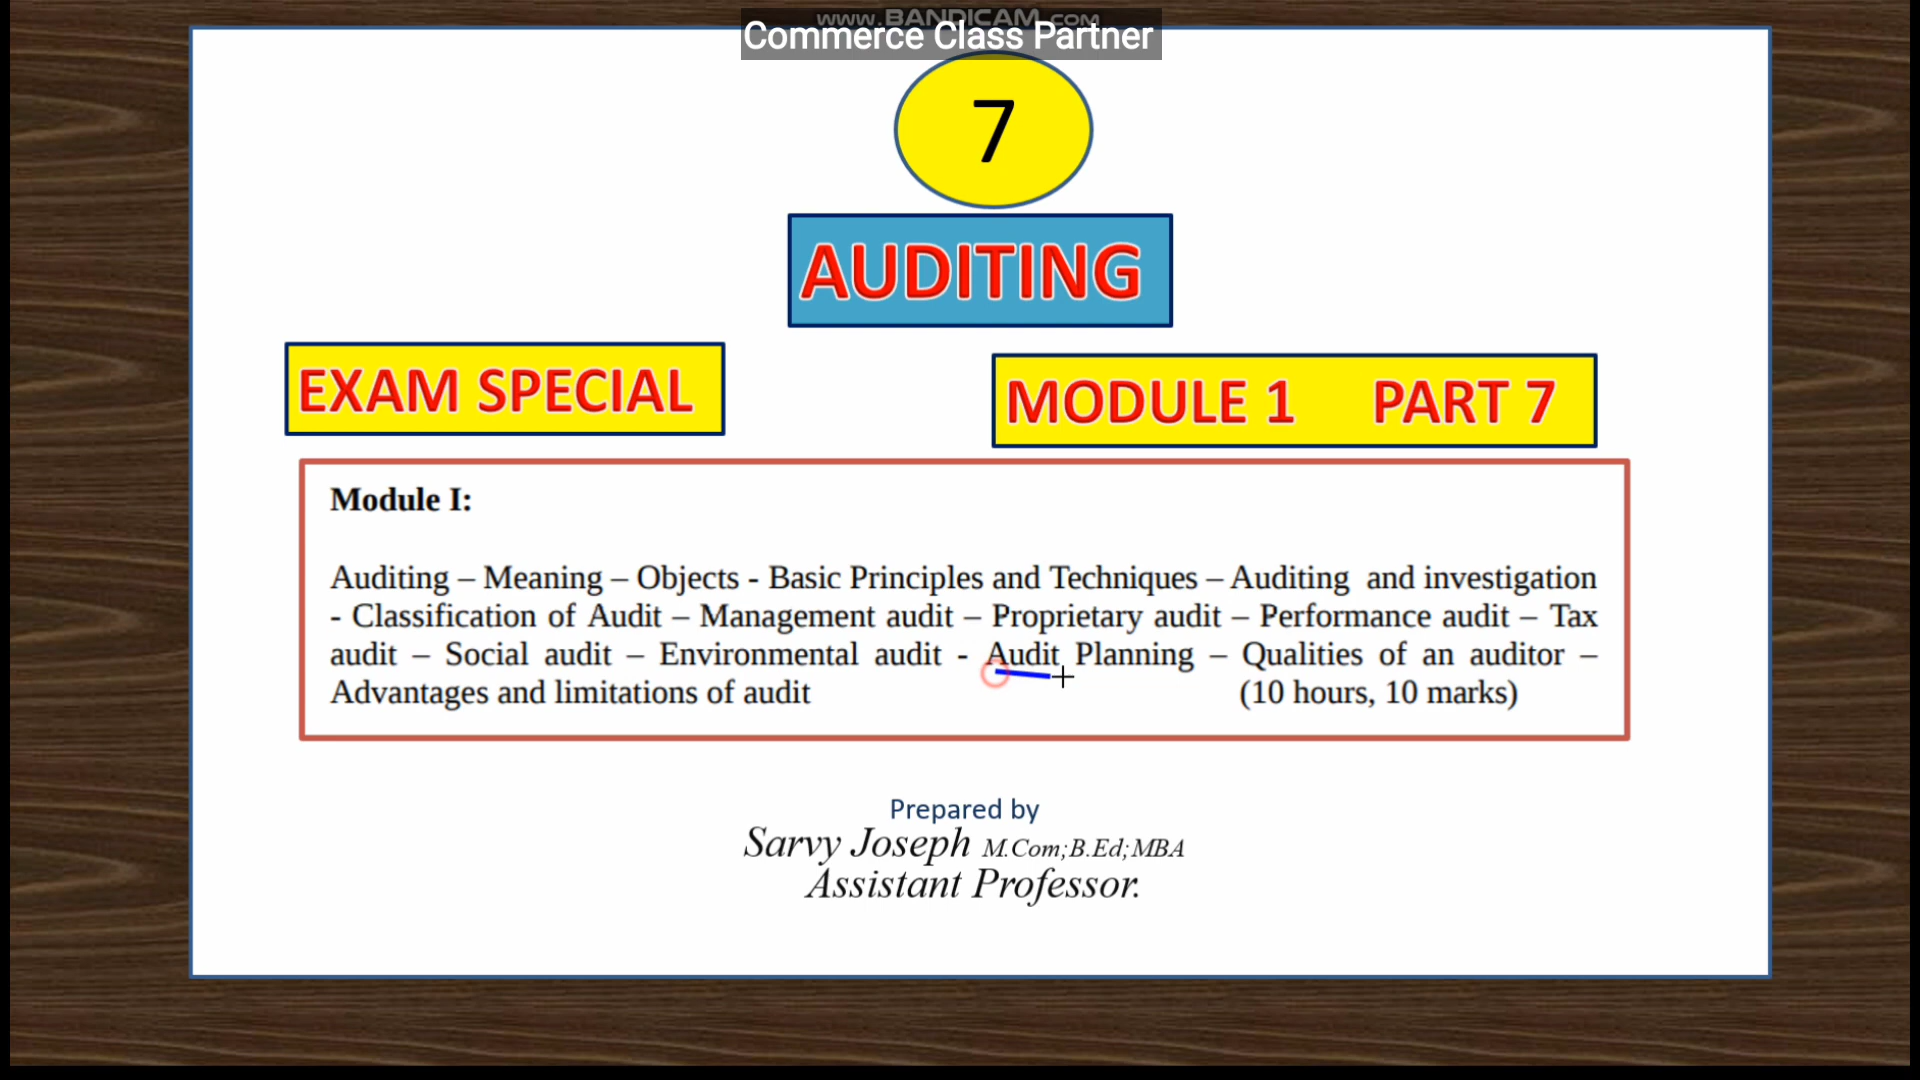 www.BANDICAM.COM
Commerce Class Partner
7
AUDITING
EXAM SPECIAL
MODULE 1 PART 7
Module I:
Auditing – Meaning – Objects - Basic Principles and Techniques – Auditing and investigation
- Classification of Audit – Management audit – Proprietary audit – Performance audit – Tax
audit – Social audit – Environmental audit - Audit Planning – Qualities of an auditor –
Advantages and limitations of audit (10 hours, 10 marks)
Prepared by
Sarvy Joseph M.Com;B.Ed;MBA
Assistant Professor.